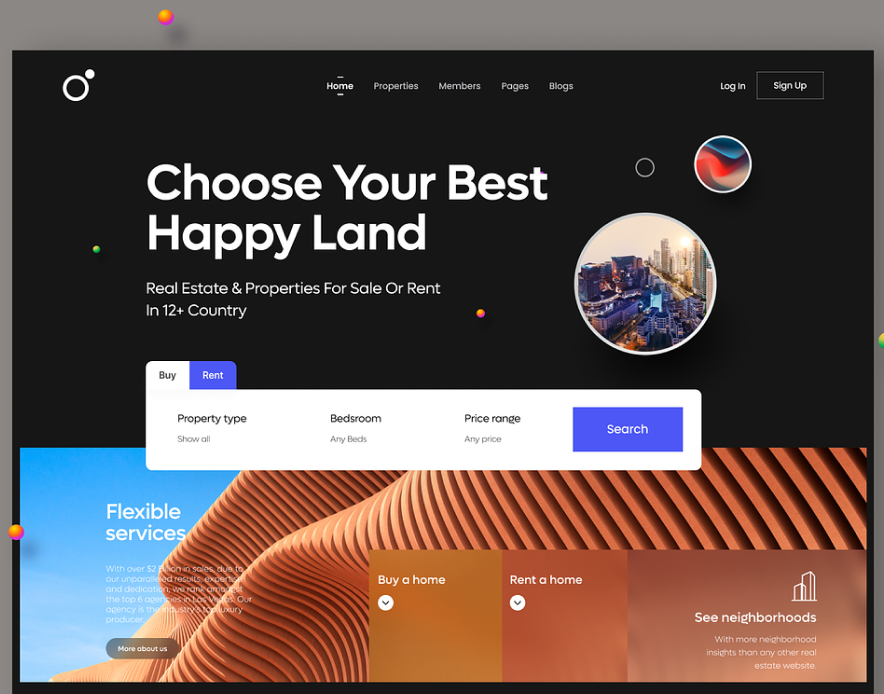 Home Properties Members Pages Blogs Log In Sign Up
Choose Your Best
Happy Land
Real Estate & Properties For Sale Or Rent
In 12+ Country
Buy Rent
Property type Bedsroom Price range Search
Show all Any Beds Any price
Flexible
services
With over $2 Billion in sales, due to
our unparalleled results, expertise
and dedication, we rank amongst
the top 6 agencies in Los Vegas. Our
agency is the industry's top luxury
producer.
More about us
Buy a home
Rent a home
See neighborhoods
With more neighborhood
insights than any other real
estate website.